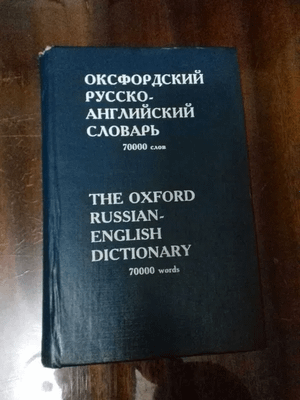 ОКСФОРДСКИЙ
РУССКО-
АНГЛИЙСКИЙ
СЛОВАРЬ
70000 слов
THE OXFORD
RUSSIAN-
ENGLISH
DICTIONARY
70000 words